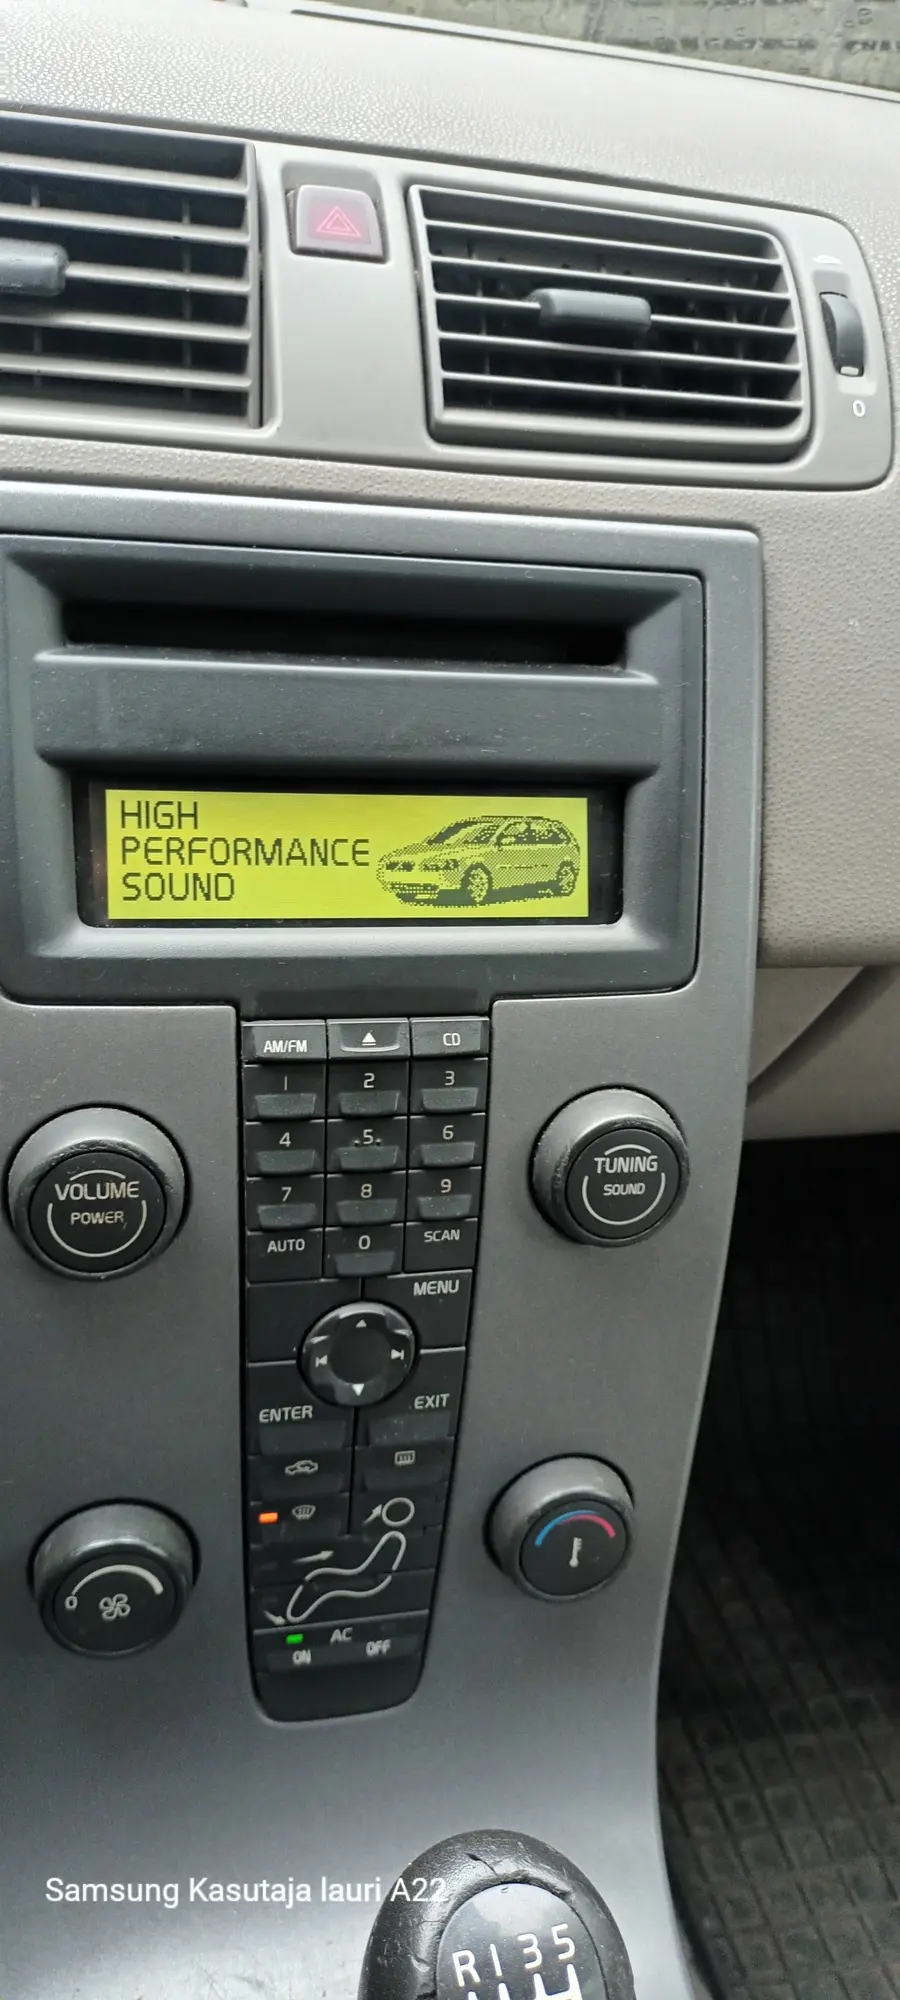 0
HIGH
PERFORMANCE
SOUND
AM/FM CD
1 2 3
4 5 6
7 8 9
AUTO 0 SCAN
VOLUME
POWER
TUNING
SOUND
MENU
ENTER EXIT
0
AC
ON OFF
Samsung Kasutaja lauri A22
R 1 3 5